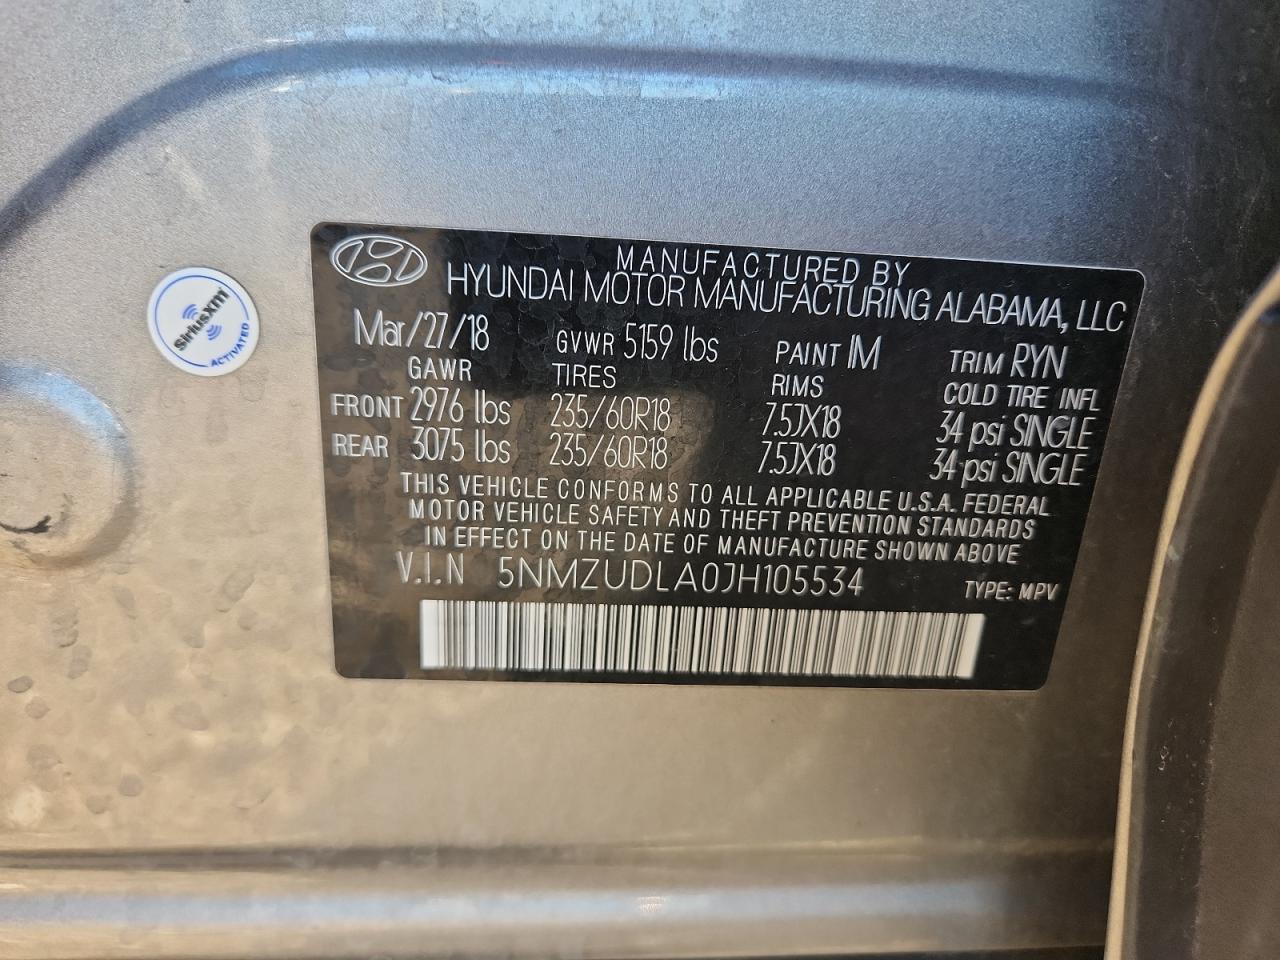 MANUFACTURED BY
HYUNDAI MOTOR MANUFACTURING ALABAMA, LLC
Mar/27/18 GVWR 5159 lbs PAINT IM TRIM RYN
GAWR TIRES RIMS COLD TIRE INFL
FRONT 2976 lbs 235/60R18 7.5JX18 34 psi SINGLE
REAR 3075 lbs 235/60R18 7.5JX18 34 psi SINGLE
THIS VEHICLE CONFORMS TO ALL APPLICABLE U.S.A. FEDERAL
MOTOR VEHICLE SAFETY AND THEFT PREVENTION STANDARDS
IN EFFECT ON THE DATE OF MANUFACTURE SHOWN ABOVE
V.I.N 5NMZUDLA0JH105534 TYPE: MPV
SiriusXM
ACTIVATED